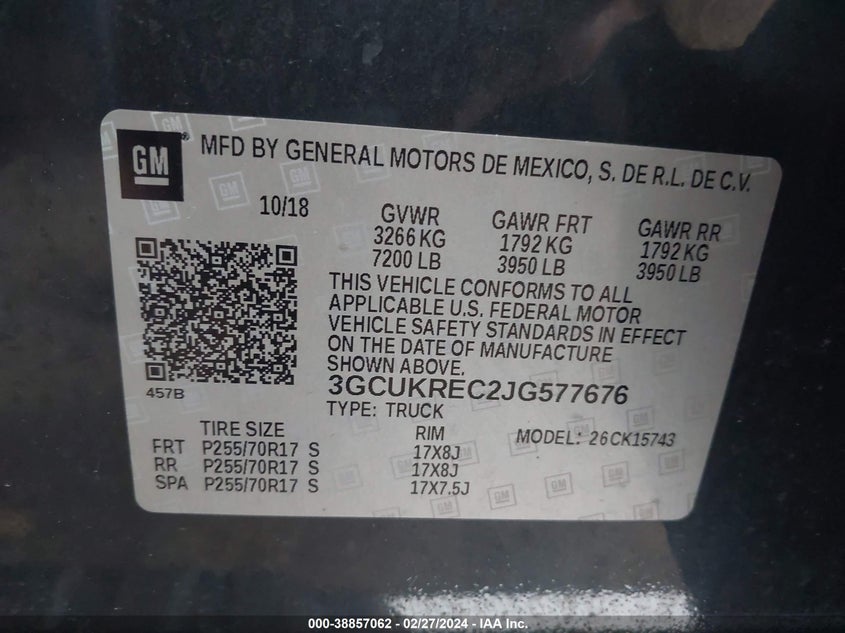 GM
MFD BY GENERAL MOTORS DE MEXICO, S. DE R.L. DE C.V.
10/18
GVWR GAWR FRT GAWR RR
3266 KG 1792 KG 1792 KG
7200 LB 3950 LB 3950 LB
THIS VEHICLE CONFORMS TO ALL
APPLICABLE U.S. FEDERAL MOTOR
VEHICLE SAFETY STANDARDS IN EFFECT
ON THE DATE OF MANUFACTURE
SHOWN ABOVE.
457B
3GCUKREC2JG577676
TYPE: TRUCK
TIRE SIZE RIM MODEL: 26CK15743
FRT P255/70R17 S 17X8J
RR P255/70R17 S 17X8J
SPA P255/70R17 S 17X7.5J
000-38857062 - 02/27/2024 - IAA Inc.